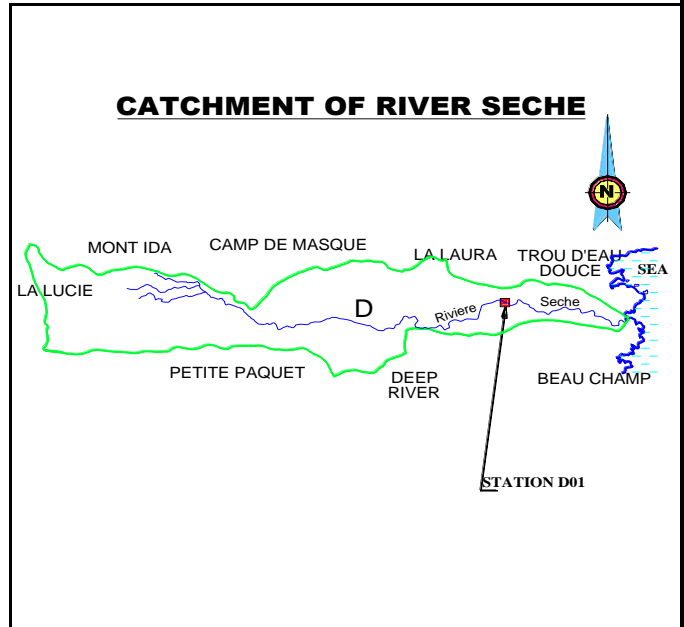 CATCHMENT OF RIVER SECHE
N
MONT IDA
CAMP DE MASQUE
LA LAURA
TROU D'EAU
DOUCE
SEA
LA LUCIE
D
Riviere
Seche
PETITE PAQUET
DEEP
RIVER
BEAU CHAMP
STATION D01